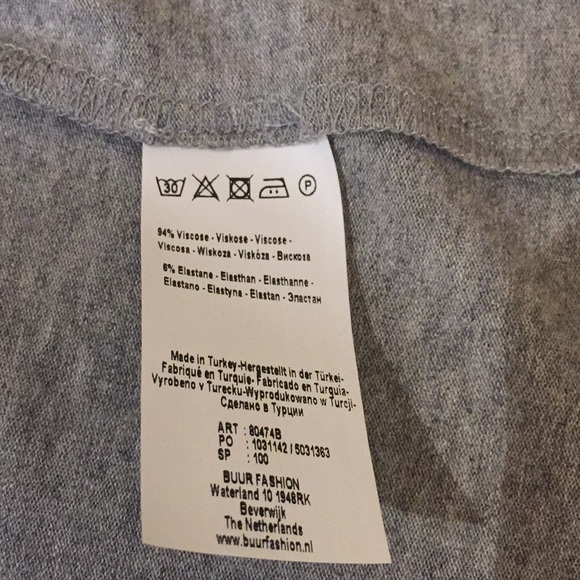 30
P
94% Viscose - Viskose - Viscose -
Viscosa - Wiskoza - Viskóza - Вискоза
6% Elastane - Elasthan - Elasthanne -
Elastano - Elastyna - Elastan - Эластан
Made in Turkey-Hergestellt in der Türkei-
Fabriqué en Turquie- Fabricado en Turquia-
Vyrobeno v Turecku-Wyprodukowano w Turcji-
Сделано в Турции
ART : 80474B
PO : 1031142 / 5031363
SP : 100
BUUR FASHION
Waterland 10 1948RK
Beverwijk
The Netherlands
www.buurfashion.nl